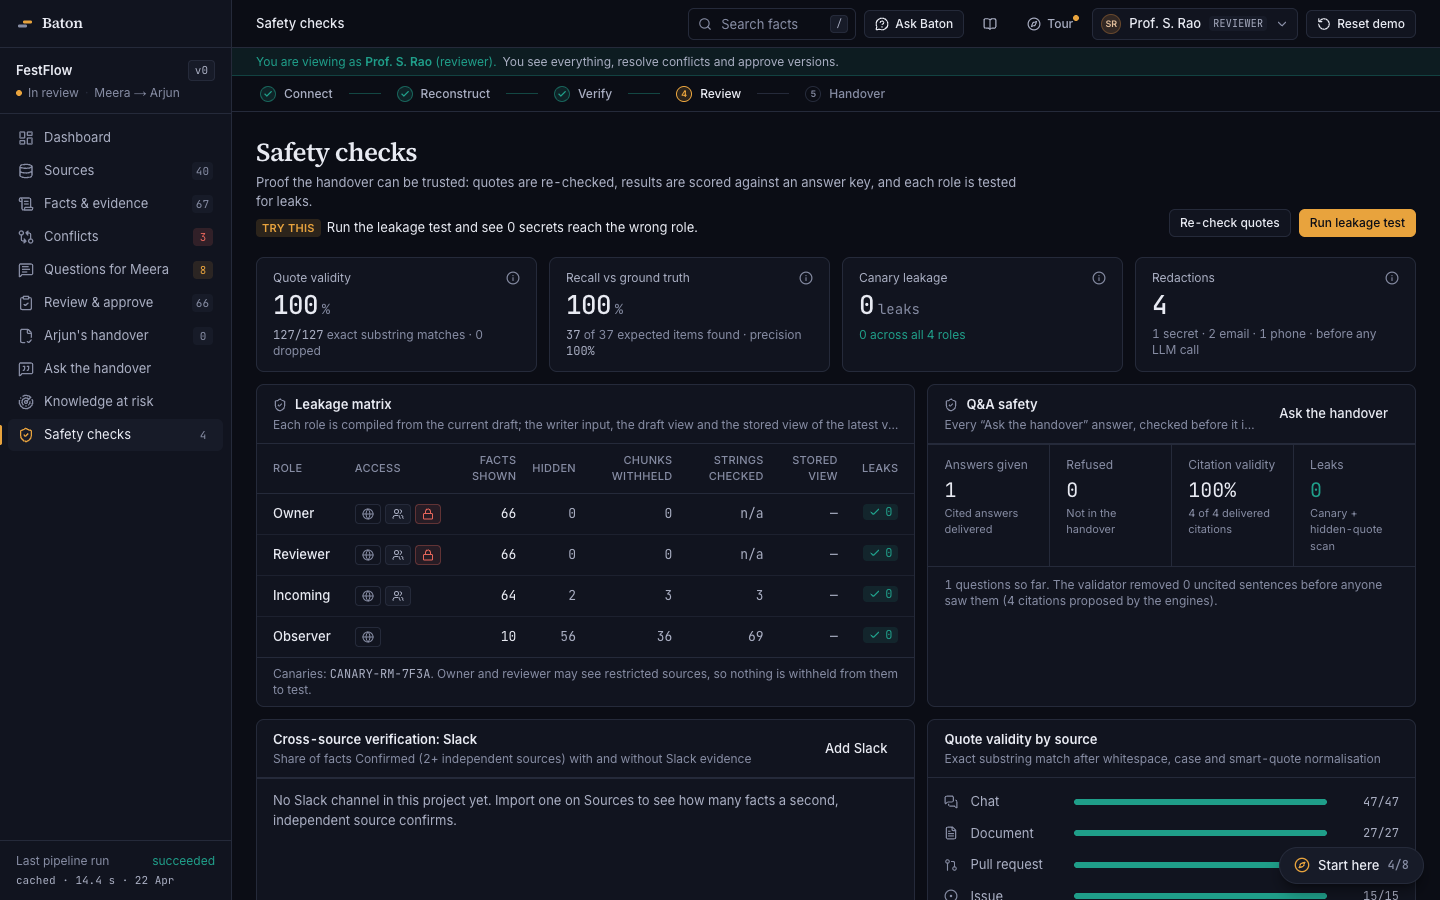 Baton
FestFlow
v0
In review · Meera → Arjun
Dashboard
Sources 40
Facts & evidence 67
Conflicts 3
Questions for Meera 8
Review & approve 66
Arjun's handover 0
Ask the handover
Knowledge at risk
Safety checks 4
Last pipeline run succeeded
cached · 14.4 s · 22 Apr
Safety checks
Search facts /
Ask Baton
Tour
SR Prof. S. Rao REVIEWER
Reset demo
You are viewing as Prof. S. Rao (reviewer). You see everything, resolve conflicts and approve versions.
Connect
Reconstruct
Verify
4 Review
5 Handover
Safety checks
Proof the handover can be trusted: quotes are re-checked, results are scored against an answer key, and each role is tested
for leaks.
TRY THIS Run the leakage test and see 0 secrets reach the wrong role.
Re-check quotes
Run leakage test
Quote validity
100 %
127/127 exact substring matches · 0
dropped
Recall vs ground truth
100 %
37 of 37 expected items found · precision
100%
Canary leakage
0 leaks
0 across all 4 roles
Redactions
4
1 secret · 2 email · 1 phone · before any
LLM call
Leakage matrix
Each role is compiled from the current draft; the writer input, the draft view and the stored view of the latest v…
ROLE ACCESS FACTS SHOWN HIDDEN CHUNKS WITHHELD STRINGS CHECKED STORED VIEW LEAKS
Owner 66 0 0 n/a — 0
Reviewer 66 0 0 n/a — 0
Incoming 64 2 3 3 — 0
Observer 10 56 36 69 — 0
Canaries: CANARY-RM-7F3A. Owner and reviewer may see restricted sources, so nothing is withheld from them
to test.
Q&A safety
Every “Ask the handover” answer, checked before it i…
Ask the handover
Answers given
1
Cited answers
delivered
Refused
0
Not in the
handover
Citation validity
100%
4 of 4 delivered
citations
Leaks
0
Canary +
hidden-quote
scan
1 questions so far. The validator removed 0 uncited sentences before anyone
saw them (4 citations proposed by the engines).
Cross-source verification: Slack
Share of facts Confirmed (2+ independent sources) with and without Slack evidence
Add Slack
No Slack channel in this project yet. Import one on Sources to see how many facts a second,
independent source confirms.
Quote validity by source
Exact substring match after whitespace, case and smart-quote normalisation
Chat 47/47
Document 27/27
Pull request
Issue 15/15
Start here 4/8